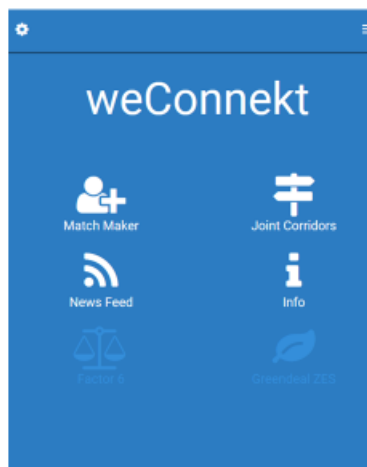 weConnekt
Match Maker Joint Corridors
News Feed Info
Factor 6 Greendeal ZES